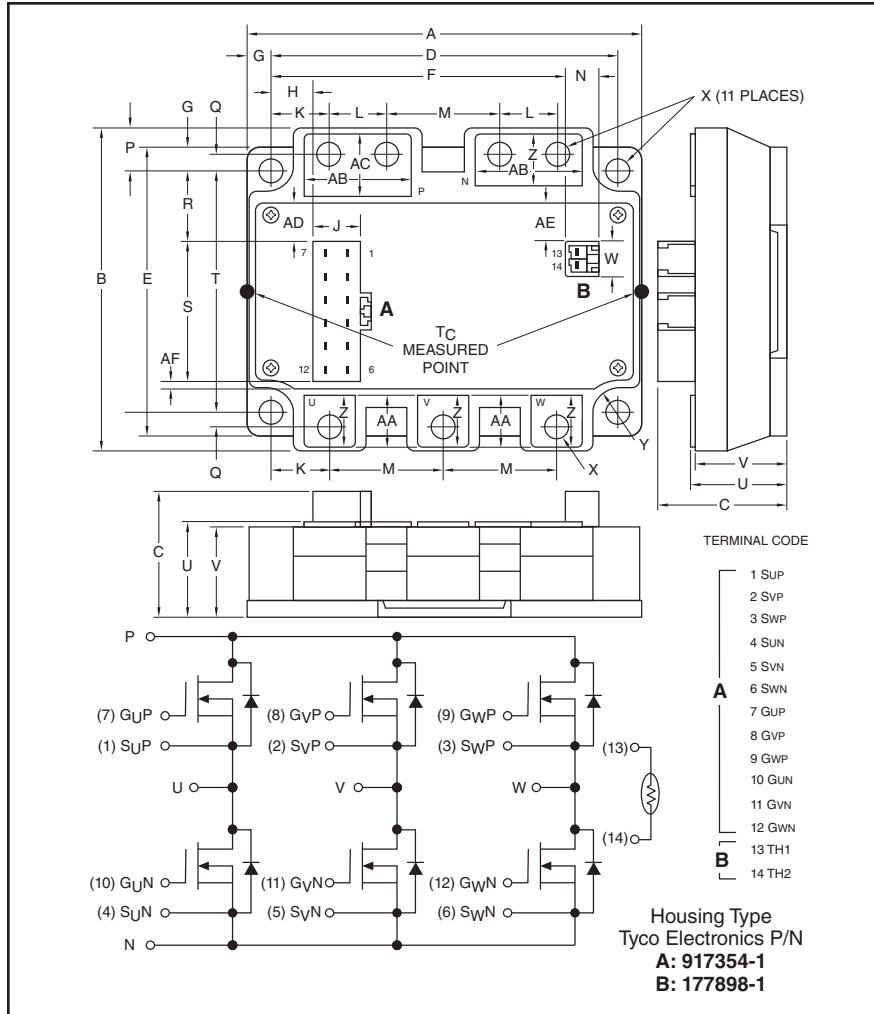 A
G D
F N
H
K L M L
X (11 PLACES)
G Q
P
AC
AB
P
Z
AB
N
R
AD
J
AE
7 1
13
14
W
B
A
B E T
S
TC
MEASURED
POINT
AF
12 6
U Z AA V Z AA W Z
Y
X
Q
K M M
V
U
C
C U V
TERMINAL CODE
1 SUP
2 SVP
3 SWP
4 SUN
5 SVN
6 SWN
A
7 GUP
8 GVP
9 GWP
10 GUN
11 GVN
12 GWN
B
13 TH1
14 TH2
P
(7) GUP (8) GVP (9) GWP
(1) SUP (2) SVP (3) SWP
(13)
U V W
(14)
(10) GUN (11) GVN (12) GWN
(4) SUN (5) SVN (6) SWN
N
Housing Type
Tyco Electronics P/N
A: 917354-1
B: 177898-1